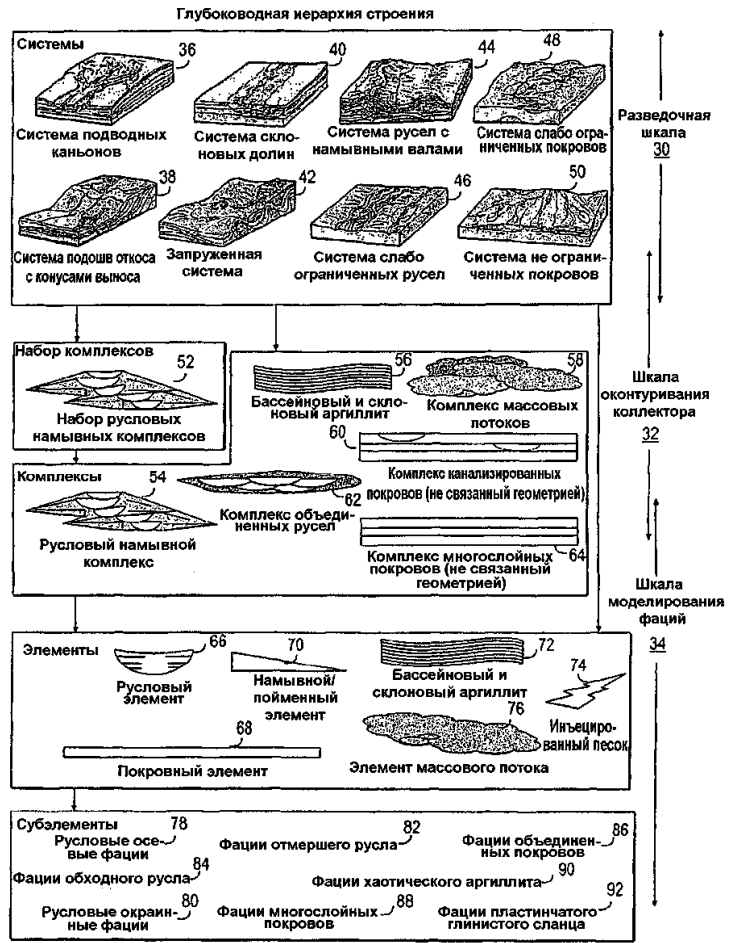 Глубоководная иерархия строения
Системы
36
40
44
48
Система подводных
каньонов
Система скло-
новых долин
Система русел с
намывными валами
Система слабо огра-
ниченных покровов
38
42
46
50
Система подошв откоса
с конусами выноса
Запруженная
система
Система слабо
ограниченных русел
Система не ограни-
ченных покровов
Разведочная
шкала
30
Набор комплексов
52
Набор русловых
намывных комплексов
56
Бассейновый и скл-
оновый аргиллит
58
Комплекс массовых
потоков
60
Комплекс канализированных
покровов (не связанный геометрией)
Шкала
оконтуривания
коллектора
32
Комплексы
54
Русловый намывной
комплекс
62
Комплекс объеди-
ненных русел
64
Комплекс многослойных
покровов (не связанный
геометрией)
Шкала
моделирования
фаций
34
Элементы
66
Русловый
элемент
70
Намывной/
пойменный
элемент
72
Бассейновый и
склоновый аргиллит
74
Инъециро-
ванный песок
68
Покровный элемент
76
Элемент массового потока
Субэлементы
78
Русловые осе-
вые фации
82
Фации отмершего русла
86
Фации объединен-
ных покровов
84
Фации обходного русла
90
Фации хаотического аргиллита
80
Русловые окраин-
ные фации
88
Фации многослойных
покровов
92
Фации пластинчатого
глинистого сланца